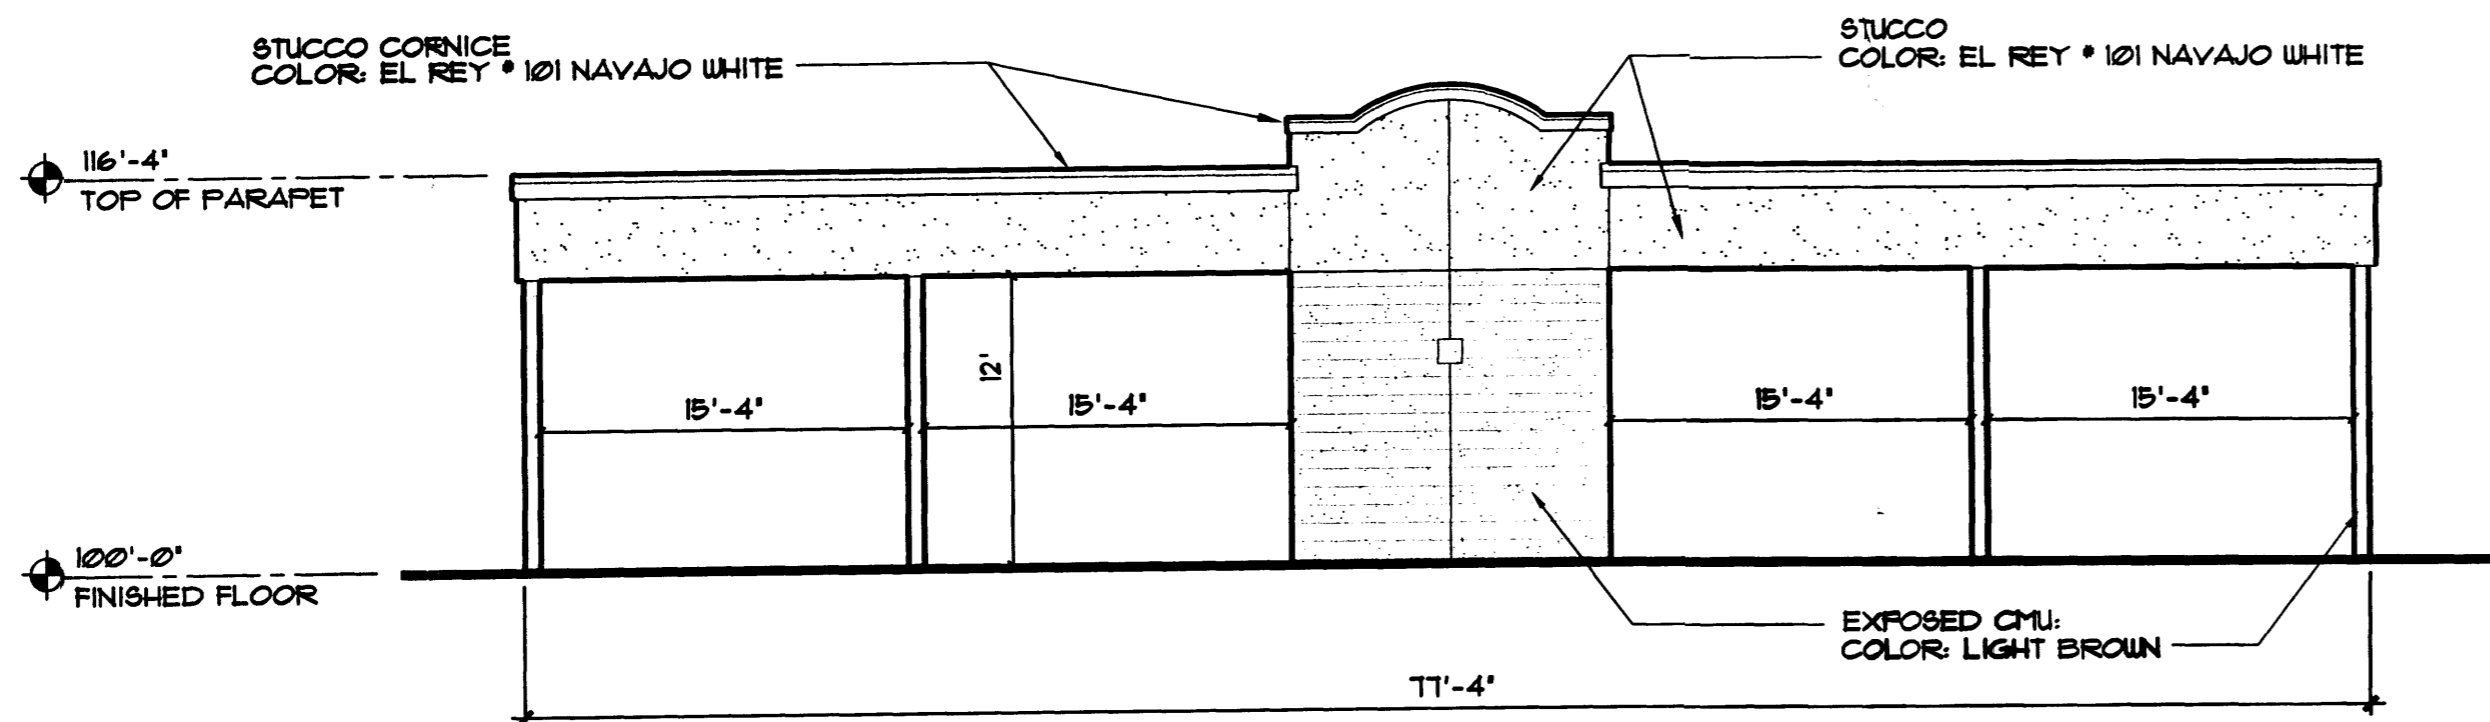 STUCCO CORNICE
COLOR: EL REY # 101 NAVAJO WHITE
STUCCO
COLOR: EL REY # 101 NAVAJO WHITE
116'-4"
TOP OF PARAPET
12'
15'-4"
15'-4"
15'-4"
15'-4"
100'-0"
FINISHED FLOOR
EXPOSED CMU:
COLOR: LIGHT BROWN
77'-4"